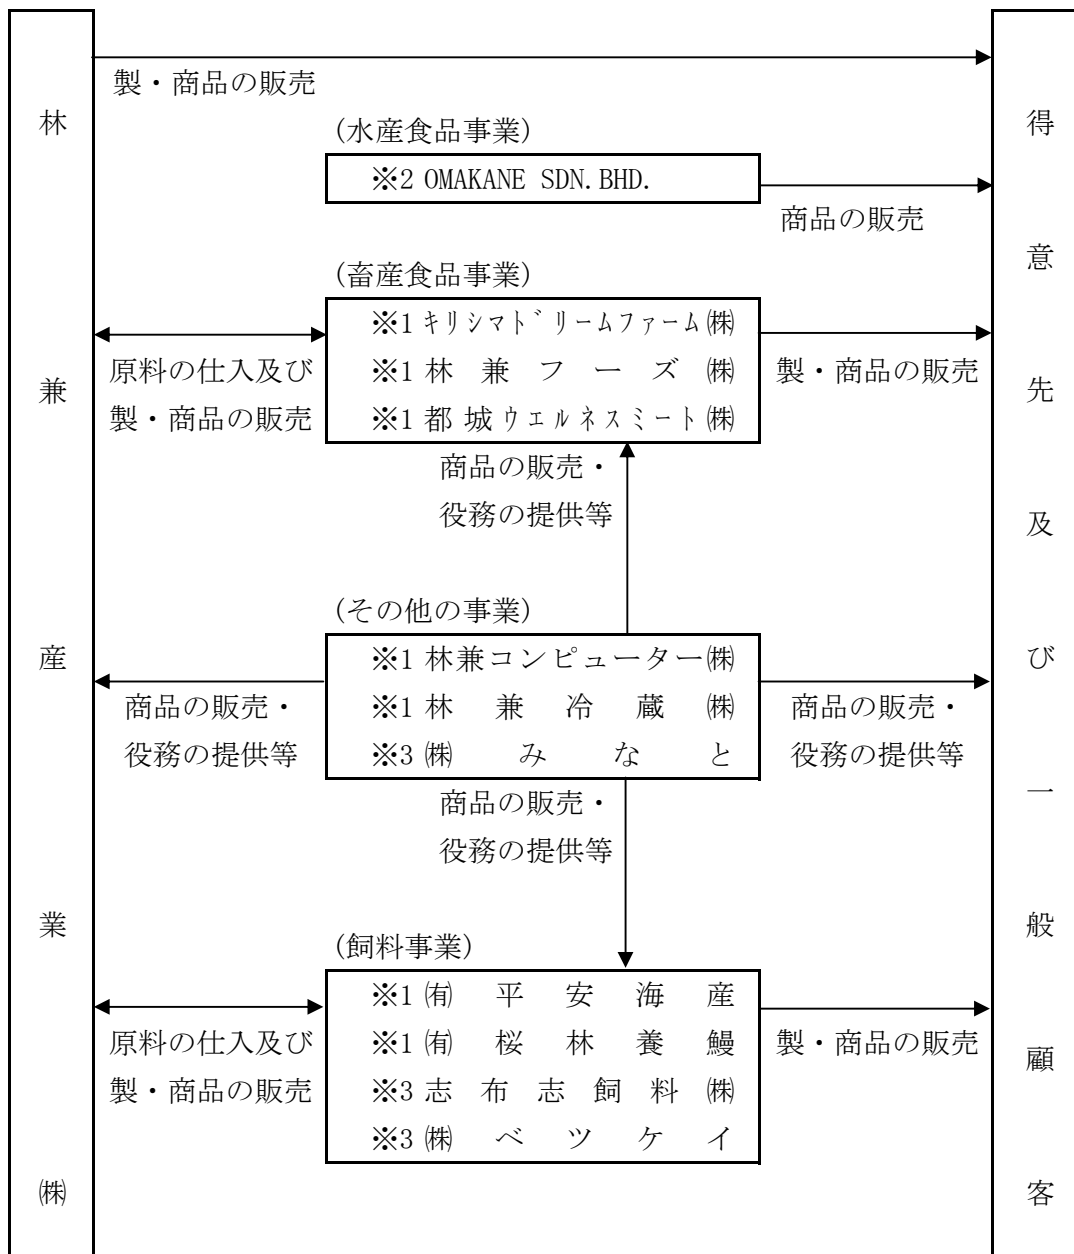 林兼産業㈱
製・商品の販売
(水産食品事業)
※2 OMAKANE SDN.BHD.
商品の販売
(畜産食品事業)
※1 ｷﾘｼﾏﾄﾞﾘｰﾑﾌｧｰﾑ㈱
※1 林兼フーズ㈱
※1 都城ウェルネスミート㈱
原料の仕入及び
製・商品の販売
製・商品の販売
商品の販売・
役務の提供等
(その他の事業)
※1 林兼コンピューター㈱
※1 林兼冷蔵㈱
※3 ㈱みなと
商品の販売・
役務の提供等
商品の販売・
役務の提供等
商品の販売・
役務の提供等
(飼料事業)
※1 ㈲平安海産
※1 ㈲桜林養鰻
※3 志布志飼料㈱
※3 ㈱ベツケイ
原料の仕入及び
製・商品の販売
製・商品の販売
得意先及び一般顧客